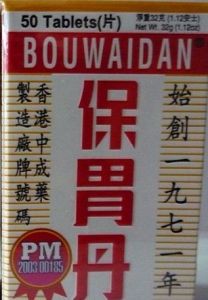 50 Tablets(片)
淨重32克(1.12安士)
Net Wt. 32g (1.12oz)
BOUWAIDAN®
保胃丹
始創一九七一年
香港中成藥
製造廠牌號碼
PM
2003 00185